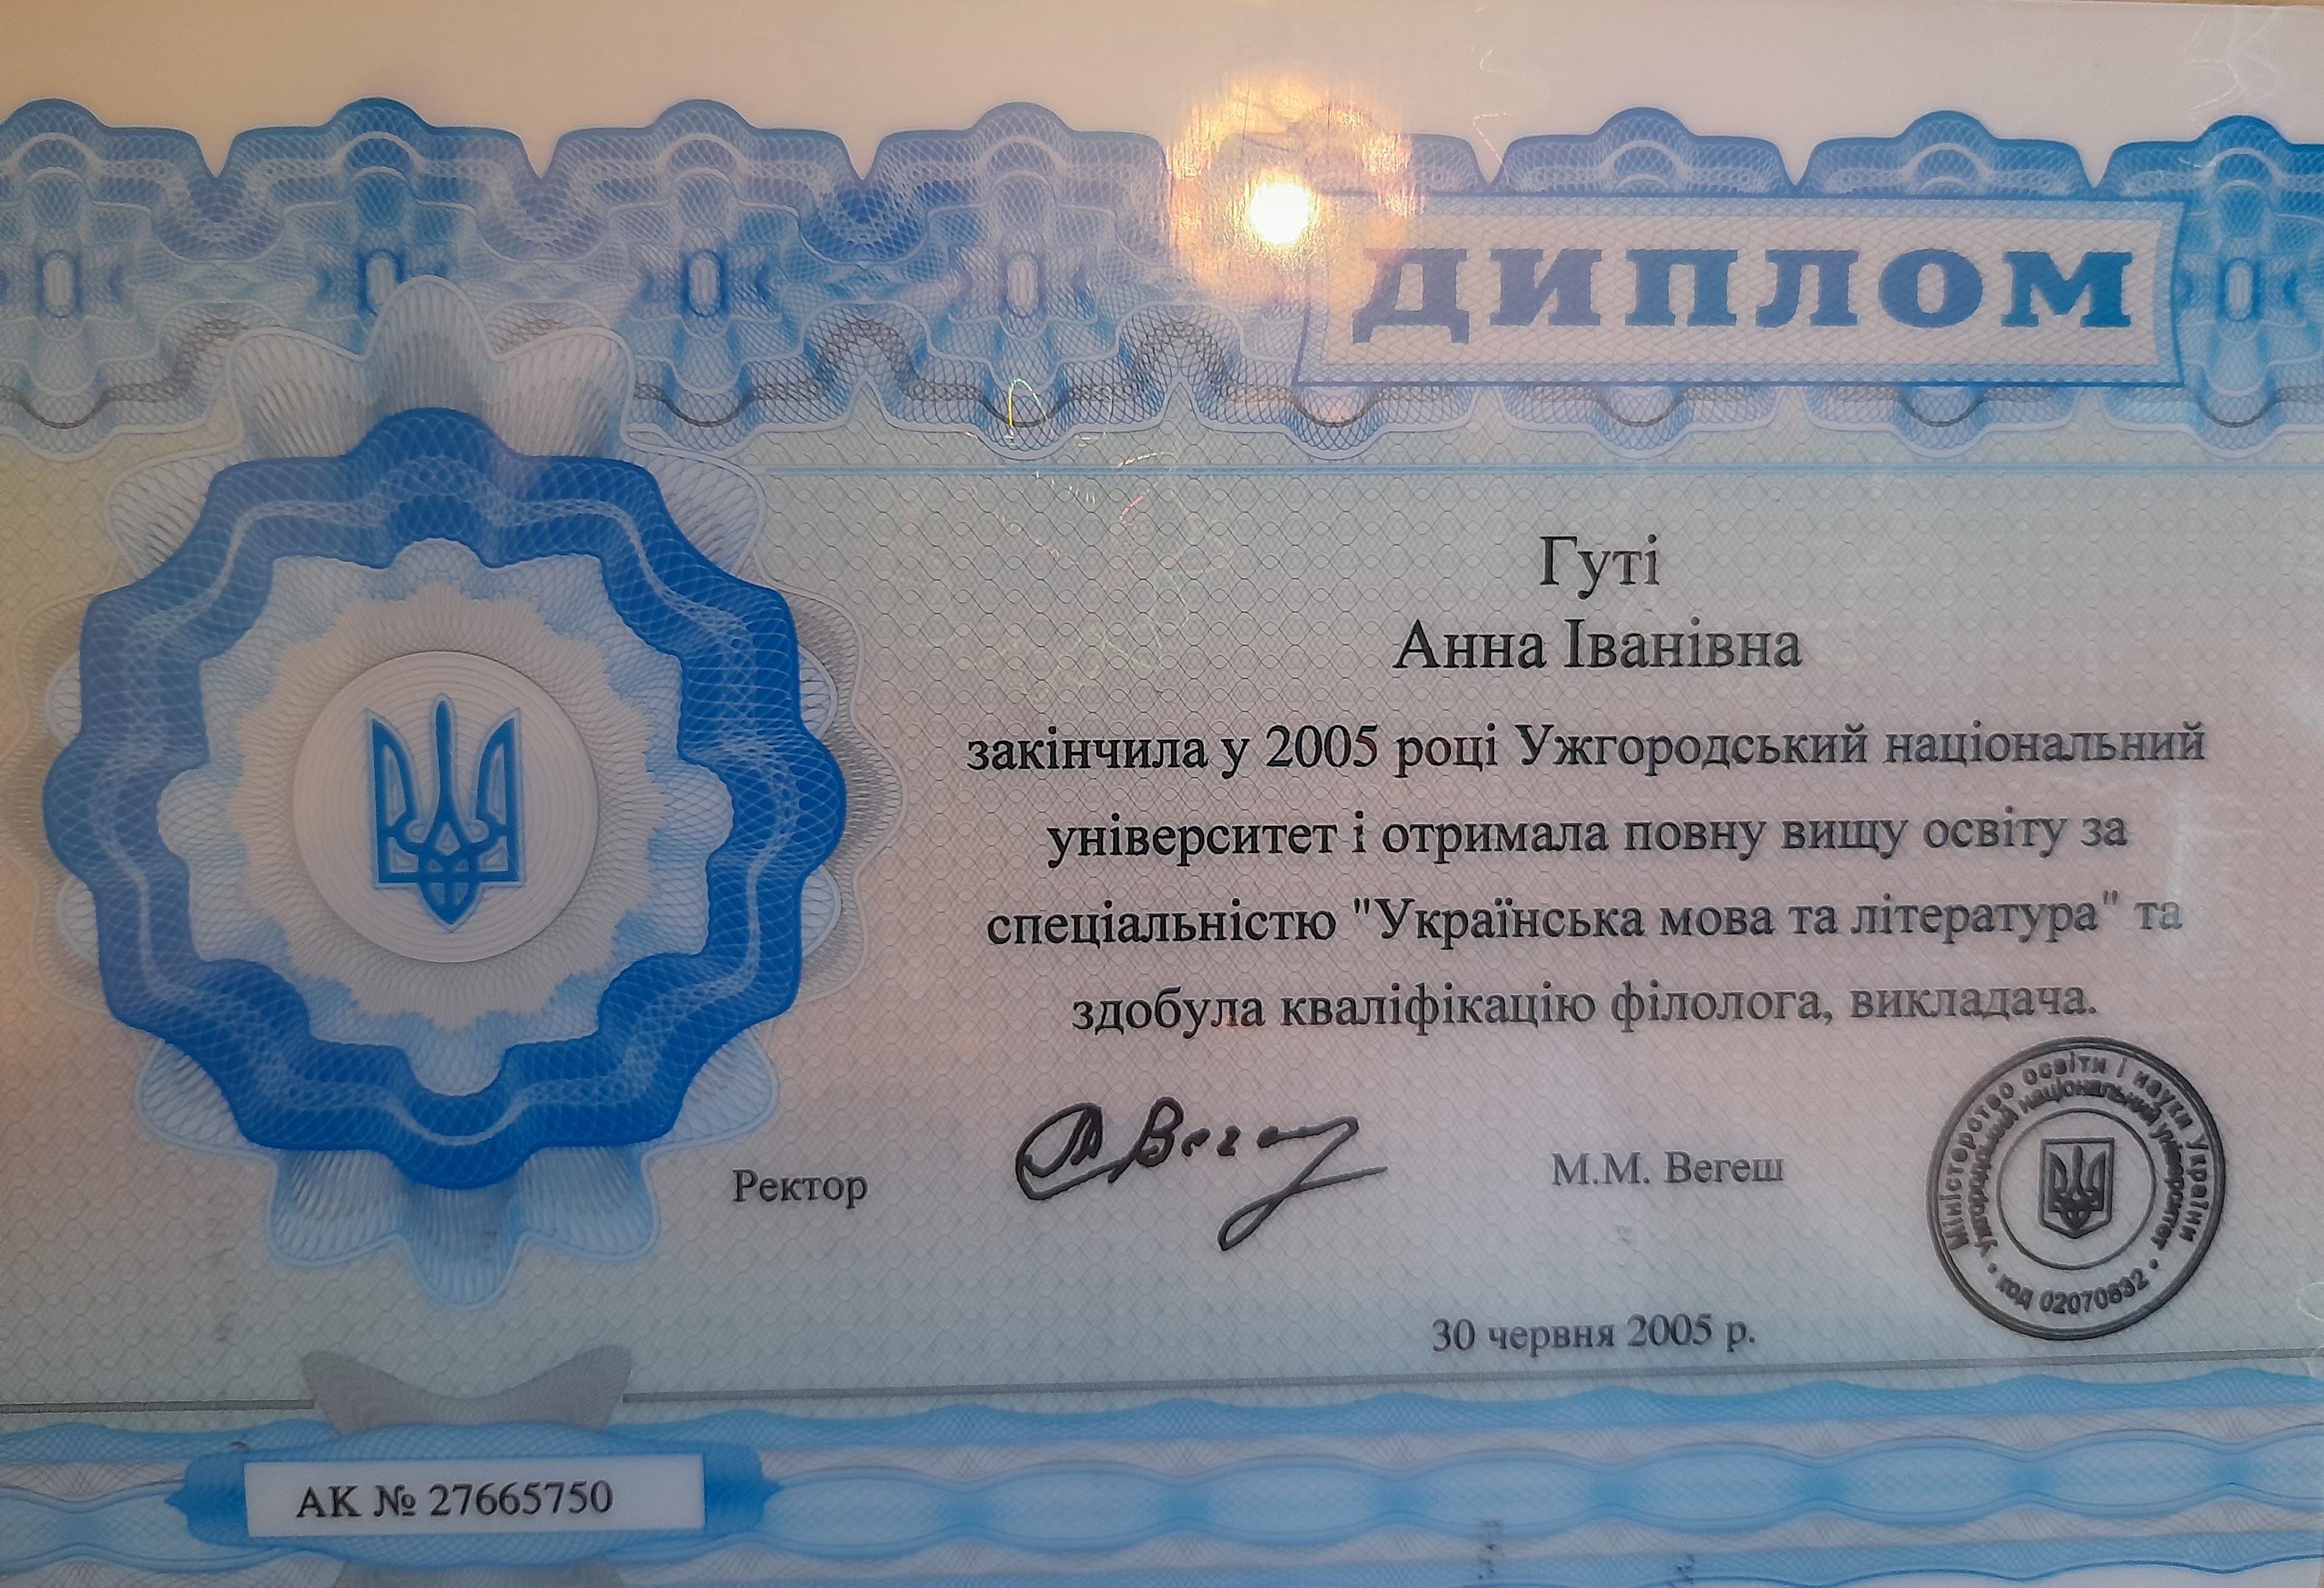 ДИПЛОМ
Гуті
Анна Іванівна
закінчила у 2005 році Ужгородський національний
університет і отримала повну вищу освіту за
спеціальністю "Українська мова та література" та
здобула кваліфікацію філолога, викладача.
Ректор М.М. Вегеш
Міністерство освіти і науки України
Ужгородський національний університет
код 02070832
30 червня 2005 р.
АК № 27665750